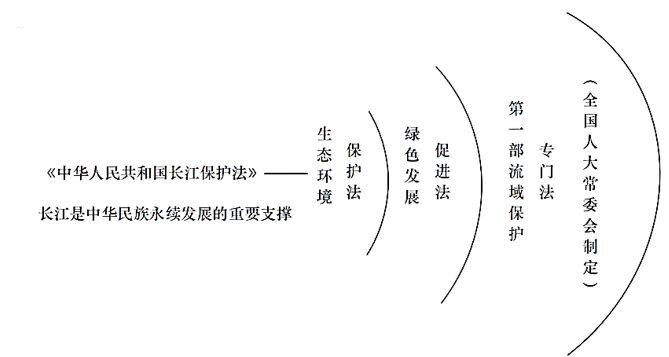 《中华人民共和国长江保护法》
长江是中华民族永续发展的重要支撑
生态环境
保护法
绿色发展
促进法
第一部流域保护
专门法
（全国人大常委会制定）